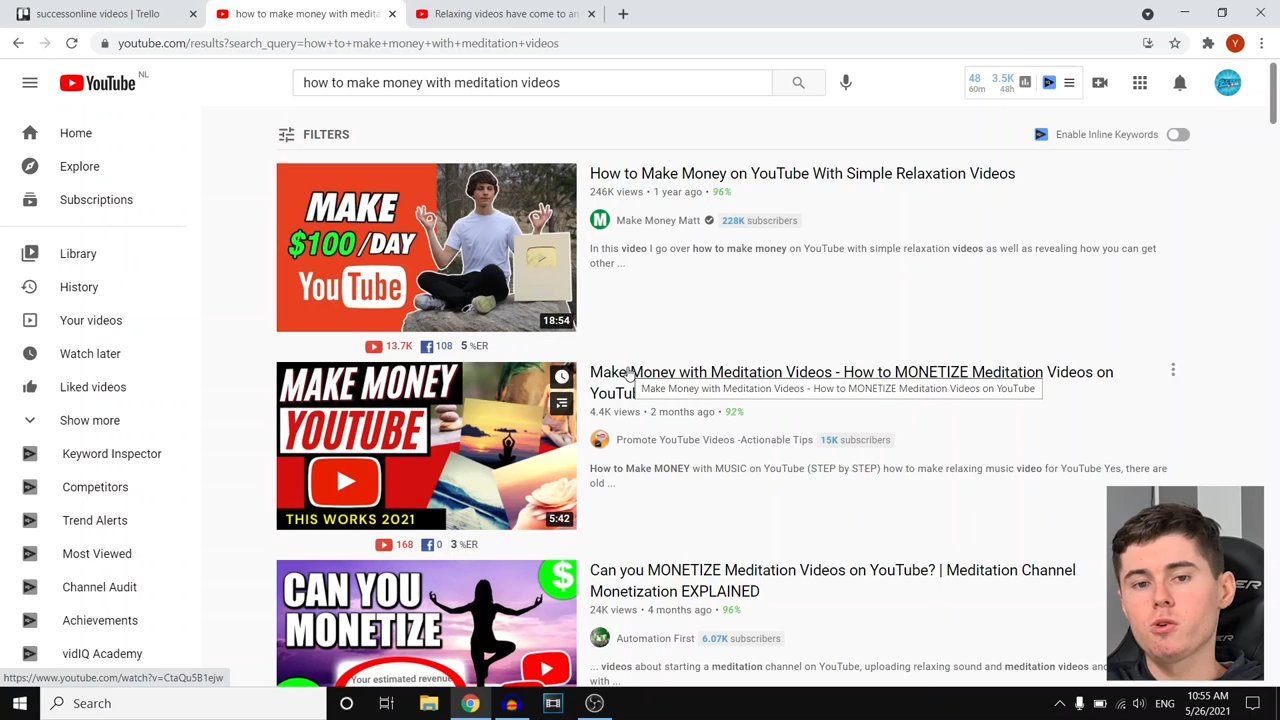 successonline videos | Trello
how to make money with medita
Relaxing videos have come to an
youtube.com/results?search_query=how+to+make+money+with+meditation+videos
YouTube NL
how to make money with meditation videos
48 3.5K
60m 48h
FILTERS
Enable Inline Keywords
Home
Explore
Subscriptions
Library
History
Your videos
Watch later
Liked videos
Show more
Keyword Inspector
Competitors
Trend Alerts
Most Viewed
Channel Audit
Achievements
vidIQ Academy
MAKE
$100/DAY
YouTube
18:54
How to Make Money on YouTube With Simple Relaxation Videos
246K views • 1 year ago • 96%
M Make Money Matt 228K subscribers
In this video I go over how to make money on YouTube with simple relaxation videos as well as revealing how you can get
other ...
13.7K 108 5 %ER
MAKE MONEY
YOUTUBE
THIS WORKS 2021
5:42
Make Money with Meditation Videos - How to MONETIZE Meditation Videos on
Make Money with Meditation Videos - How to MONETIZE Meditation Videos on YouTube
4.4K views • 2 months ago • 92%
Promote YouTube Videos -Actionable Tips 15K subscribers
How to Make MONEY with MUSIC on YouTube (STEP by STEP) how to make relaxing music video for YouTube Yes, there are
old ...
168 0 3 %ER
CAN YOU
MONETIZE
$
Your estimated revenue
Can you MONETIZE Meditation Videos on YouTube? | Meditation Channel
Monetization EXPLAINED
24K views • 4 months ago • 96%
Automation First 6.07K subscribers
... videos about starting a meditation channel on YouTube, uploading relaxing sound and meditation videos and
with ...
https://www.youtube.com/watch?v=CtaQu5B1ejw
Search
ENG
10:55 AM
5/26/2021